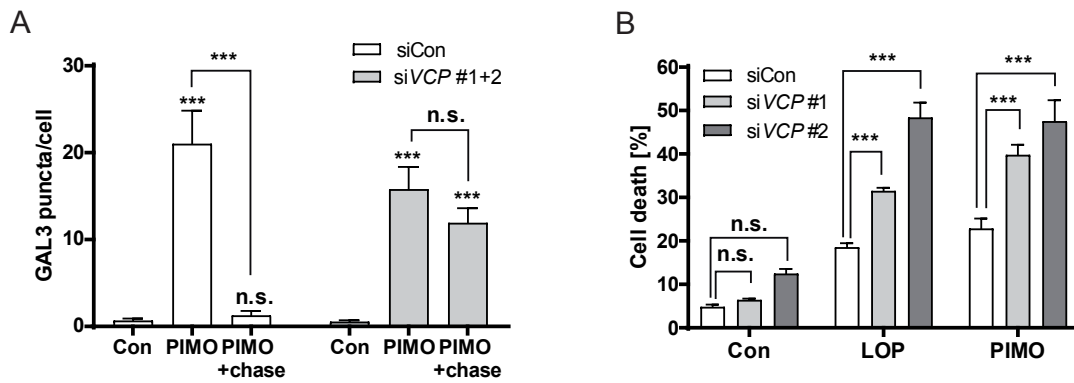 A
GAL3 puncta/cell
30
20
10
0
siCon
siVCP #1+2
***
***
n.s.
n.s.
***
***
Con PIMO PIMO Con PIMO PIMO
+chase +chase
B
Cell death [%]
60
50
40
30
20
10
0
siCon
siVCP #1
siVCP #2
n.s.
n.s.
***
***
***
***
Con LOP PIMO